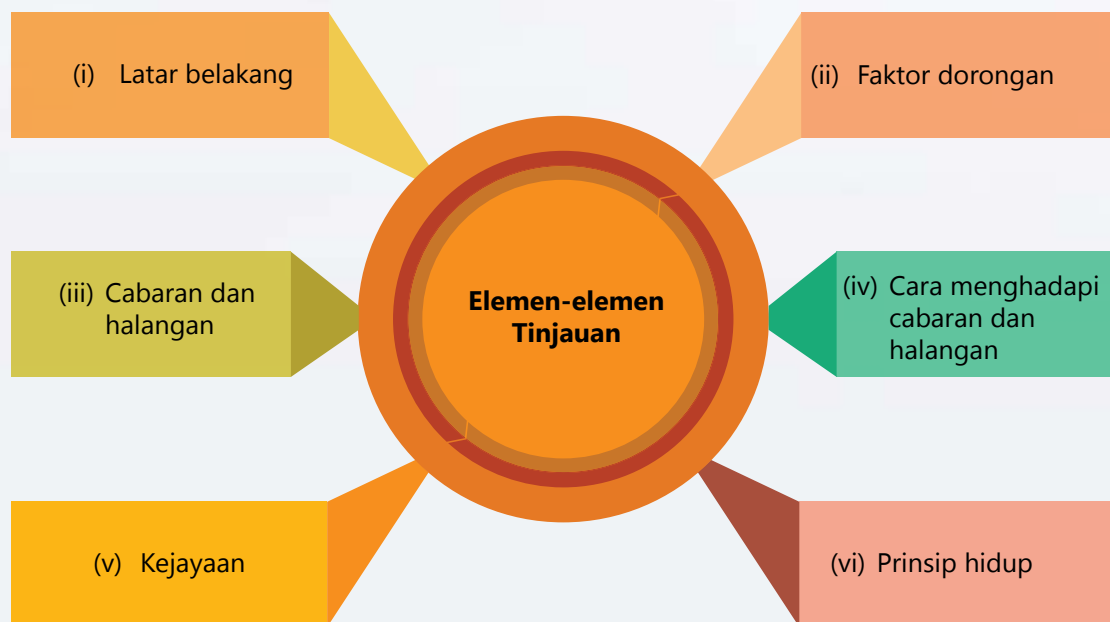 (i) Latar belakang
(ii) Faktor dorongan
(iii) Cabaran dan
halangan
(iv) Cara menghadapi
cabaran dan
halangan
Elemen-elemen
Tinjauan
(v) Kejayaan
(vi) Prinsip hidup